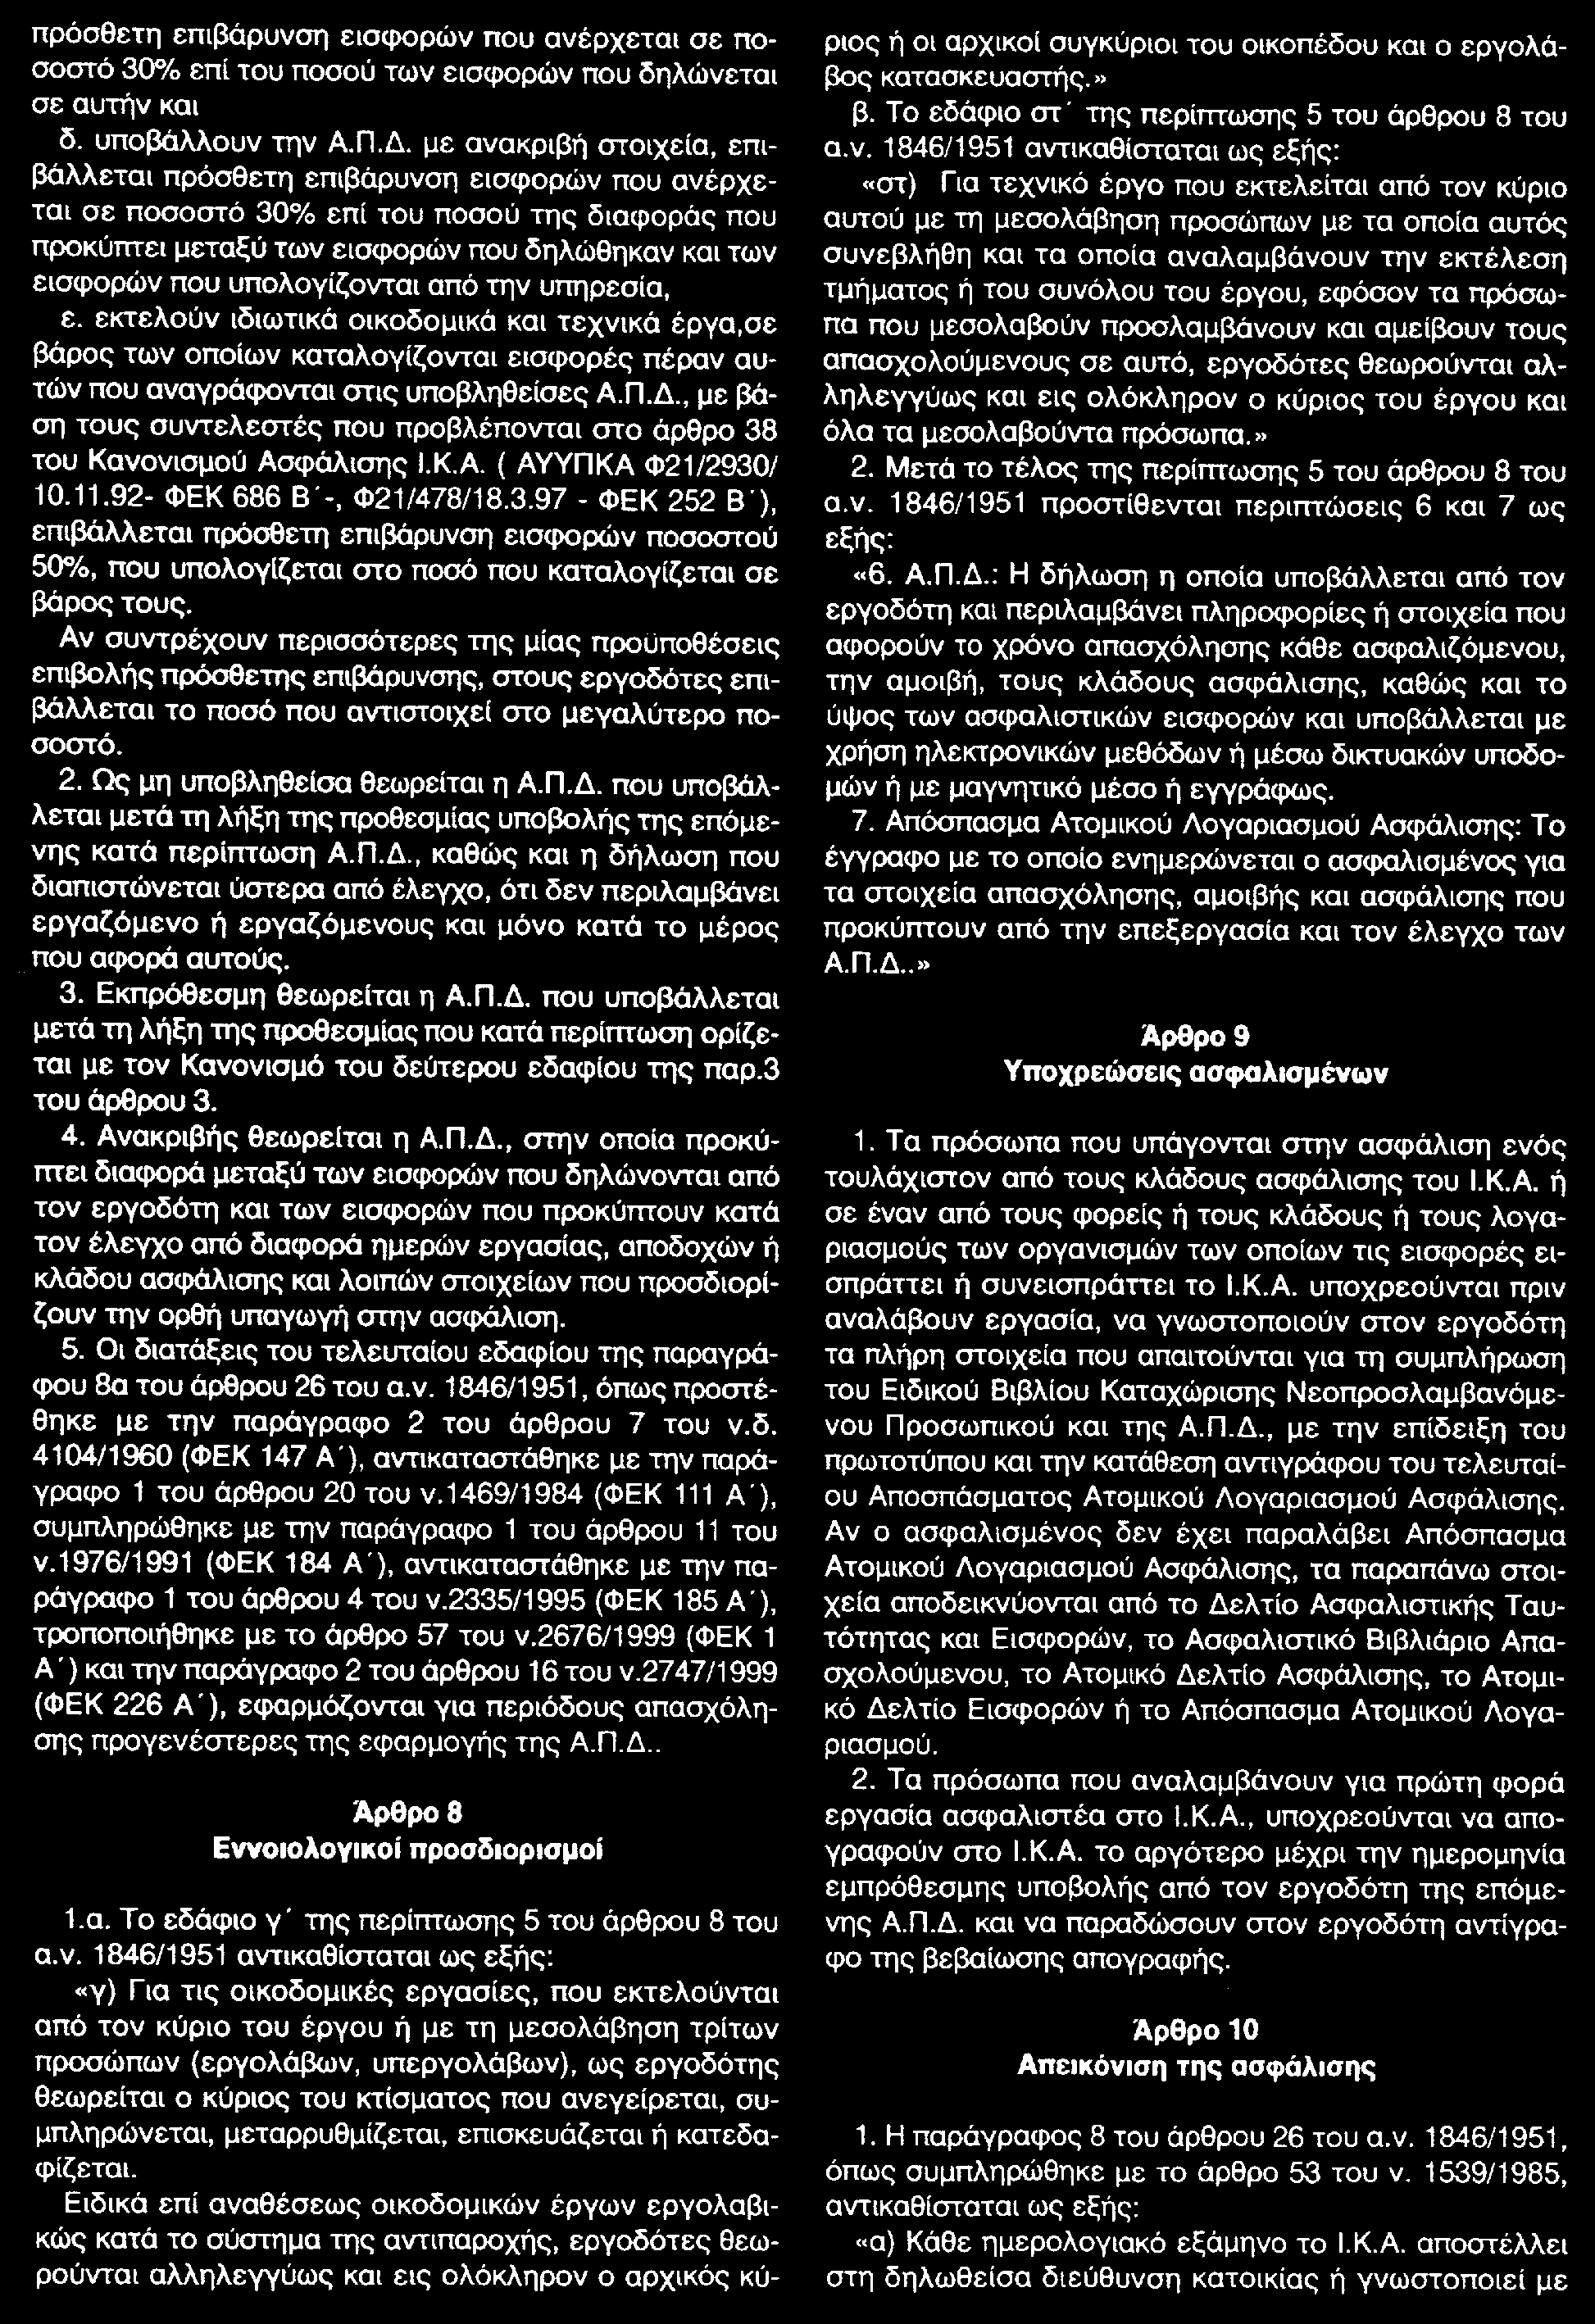 πρόσθετη επιβάρυνση εισφορών που ανέρχεται σε πο-
σοστό 30% επί του ποσού των εισφορών που δηλώνεται
σε αυτήν και
δ. υποβάλλουν την Α.Π.Δ. με ανακριβή στοιχεία, επι-
βάλλεται πρόσθετη επιβάρυνση εισφορών που ανέρχε-
ται σε ποσοστό 30% επί του ποσού της διαφοράς που
προκύπτει μεταξύ των εισφορών που δηλώθηκαν και των
εισφορών που υπολογίζονται από την υπηρεσία,
ε. εκτελούν ιδιωτικά οικοδομικά και τεχνικά έργα,σε
βάρος των οποίων καταλογίζονται εισφορές πέραν αυ-
τών που αναγράφονται στις υποβληθείσες Α.Π.Δ., με βά-
ση τους συντελεστές που προβλέπονται στο άρθρο 38
του Κανονισμού Ασφάλισης Ι.Κ.Α. ( ΑΥΥΠΚΑ Φ21/2930/
10.11.92- ΦΕΚ 686 Β΄-, Φ21/478/18.3.97 - ΦΕΚ 252 Β΄),
επιβάλλεται πρόσθετη επιβάρυνση εισφορών ποσοστού
50%, που υπολογίζεται στο ποσό που καταλογίζεται σε
βάρος τους.
Αν συντρέχουν περισσότερες της μίας προϋποθέσεις
επιβολής πρόσθετης επιβάρυνσης, στους εργοδότες επι-
βάλλεται το ποσό που αντιστοιχεί στο μεγαλύτερο πο-
σοστό.
2. Ως μη υποβληθείσα θεωρείται η Α.Π.Δ. που υποβάλ-
λεται μετά τη λήξη της προθεσμίας υποβολής της επόμε-
νης κατά περίπτωση Α.Π.Δ., καθώς και η δήλωση που
διαπιστώνεται ύστερα από έλεγχο, ότι δεν περιλαμβάνει
εργαζόμενο ή εργαζόμενους και μόνο κατά το μέρος
που αφορά αυτούς.
3. Εκπρόθεσμη θεωρείται η Α.Π.Δ. που υποβάλλεται
μετά τη λήξη της προθεσμίας που κατά περίπτωση ορίζε-
ται με τον Κανονισμό του δεύτερου εδαφίου της παρ.3
του άρθρου 3.
4. Ανακριβής θεωρείται η Α.Π.Δ., στην οποία προκύ-
πτει διαφορά μεταξύ των εισφορών που δηλώνονται από
τον εργοδότη και των εισφορών που προκύπτουν κατά
τον έλεγχο από διαφορά ημερών εργασίας, αποδοχών ή
κλάδου ασφάλισης και λοιπών στοιχείων που προσδιορί-
ζουν την ορθή υπαγωγή στην ασφάλιση.
5. Οι διατάξεις του τελευταίου εδαφίου της παραγρά-
φου 8α του άρθρου 26 του α.ν. 1846/1951, όπως προστέ-
θηκε με την παράγραφο 2 του άρθρου 7 του ν.δ.
4104/1960 (ΦΕΚ 147 Α΄), αντικαταστάθηκε με την παρά-
γραφο 1 του άρθρου 20 του ν.1469/1984 (ΦΕΚ 111 Α΄),
συμπληρώθηκε με την παράγραφο 1 του άρθρου 11 του
ν.1976/1991 (ΦΕΚ 184 Α΄), αντικαταστάθηκε με την πα-
ράγραφο 1 του άρθρου 4 του ν.2335/1995 (ΦΕΚ 185 Α΄),
τροποποιήθηκε με το άρθρο 57 του ν.2676/1999 (ΦΕΚ 1
Α΄) και την παράγραφο 2 του άρθρου 16 του ν.2747/1999
(ΦΕΚ 226 Α΄), εφαρμόζονται για περιόδους απασχόλη-
σης προγενέστερες της εφαρμογής της Α.Π.Δ..
Άρθρο 8
Εννοιολογικοί προσδιορισμοί
1.α. Το εδάφιο γ΄ της περίπτωσης 5 του άρθρου 8 του
α.ν. 1846/1951 αντικαθίσταται ως εξής:
«γ) Για τις οικοδομικές εργασίες, που εκτελούνται
από τον κύριο του έργου ή με τη μεσολάβηση τρίτων
προσώπων (εργολάβων, υπεργολάβων), ως εργοδότης
θεωρείται ο κύριος του κτίσματος που ανεγείρεται, συ-
μπληρώνεται, μεταρρυθμίζεται, επισκευάζεται ή κατεδα-
φίζεται.
Ειδικά επί αναθέσεως οικοδομικών έργων εργολαβι-
κώς κατά το σύστημα της αντιπαροχής, εργοδότες θεω-
ρούνται αλληλεγγύως και εις ολόκληρον ο αρχικός κύ-
ριος ή οι αρχικοί συγκύριοι του οικοπέδου και ο εργολά-
βος κατασκευαστής.»
β. Το εδάφιο στ΄ της περίπτωσης 5 του άρθρου 8 του
α.ν. 1846/1951 αντικαθίσταται ως εξής:
«στ) Για τεχνικό έργο που εκτελείται από τον κύριο
αυτού με τη μεσολάβηση προσώπων με τα οποία αυτός
συνεβλήθη και τα οποία αναλαμβάνουν την εκτέλεση
τμήματος ή του συνόλου του έργου, εφόσον τα πρόσω-
πα που μεσολαβούν προσλαμβάνουν και αμείβουν τους
απασχολούμενους σε αυτό, εργοδότες θεωρούνται αλ-
ληλεγγύως και εις ολόκληρον ο κύριος του έργου και
όλα τα μεσολαβούντα πρόσωπα.»
2. Μετά το τέλος της περίπτωσης 5 του άρθρου 8 του
α.ν. 1846/1951 προστίθενται περιπτώσεις 6 και 7 ως
εξής:
«6. Α.Π.Δ.: Η δήλωση η οποία υποβάλλεται από τον
εργοδότη και περιλαμβάνει πληροφορίες ή στοιχεία που
αφορούν το χρόνο απασχόλησης κάθε ασφαλιζόμενου,
την αμοιβή, τους κλάδους ασφάλισης, καθώς και το
ύψος των ασφαλιστικών εισφορών και υποβάλλεται με
χρήση ηλεκτρονικών μεθόδων ή μέσω δικτυακών υποδο-
μών ή με μαγνητικό μέσο ή εγγράφως.
7. Απόσπασμα Ατομικού Λογαριασμού Ασφάλισης: Το
έγγραφο με το οποίο ενημερώνεται ο ασφαλισμένος για
τα στοιχεία απασχόλησης, αμοιβής και ασφάλισης που
προκύπτουν από την επεξεργασία και τον έλεγχο των
Α.Π.Δ..»
Άρθρο 9
Υποχρεώσεις ασφαλισμένων
1. Τα πρόσωπα που υπάγονται στην ασφάλιση ενός
τουλάχιστον από τους κλάδους ασφάλισης του Ι.Κ.Α. ή
σε έναν από τους φορείς ή τους κλάδους ή τους λογα-
ριασμούς των οργανισμών των οποίων τις εισφορές ει-
σπράττει ή συνεισπράττει το Ι.Κ.Α. υποχρεούνται πριν
αναλάβουν εργασία, να γνωστοποιούν στον εργοδότη
τα πλήρη στοιχεία που απαιτούνται για τη συμπλήρωση
του Ειδικού Βιβλίου Καταχώρισης Νεοπροσλαμβανόμε-
νου Προσωπικού και της Α.Π.Δ., με την επίδειξη του
πρωτοτύπου και την κατάθεση αντιγράφου του τελευταί-
ου Αποσπάσματος Ατομικού Λογαριασμού Ασφάλισης.
Αν ο ασφαλισμένος δεν έχει παραλάβει Απόσπασμα
Ατομικού Λογαριασμού Ασφάλισης, τα παραπάνω στοι-
χεία αποδεικνύονται από το Δελτίο Ασφαλιστικής Ταυ-
τότητας και Εισφορών, το Ασφαλιστικό Βιβλιάριο Απα-
σχολούμενου, το Ατομικό Δελτίο Ασφάλισης, το Ατομι-
κό Δελτίο Εισφορών ή το Απόσπασμα Ατομικού Λογα-
ριασμού.
2. Τα πρόσωπα που αναλαμβάνουν για πρώτη φορά
εργασία ασφαλιστέα στο Ι.Κ.Α., υποχρεούνται να απο-
γραφούν στο Ι.Κ.Α. το αργότερο μέχρι την ημερομηνία
εμπρόθεσμης υποβολής από τον εργοδότη της επόμε-
νης Α.Π.Δ. και να παραδώσουν στον εργοδότη αντίγρα-
φο της βεβαίωσης απογραφής.
Άρθρο 10
Απεικόνιση της ασφάλισης
1. Η παράγραφος 8 του άρθρου 26 του α.ν. 1846/1951,
όπως συμπληρώθηκε με το άρθρο 53 του ν. 1539/1985,
αντικαθίσταται ως εξής:
«α) Κάθε ημερολογιακό εξάμηνο το Ι.Κ.Α. αποστέλλει
στη δηλωθείσα διεύθυνση κατοικίας ή γνωστοποιεί με